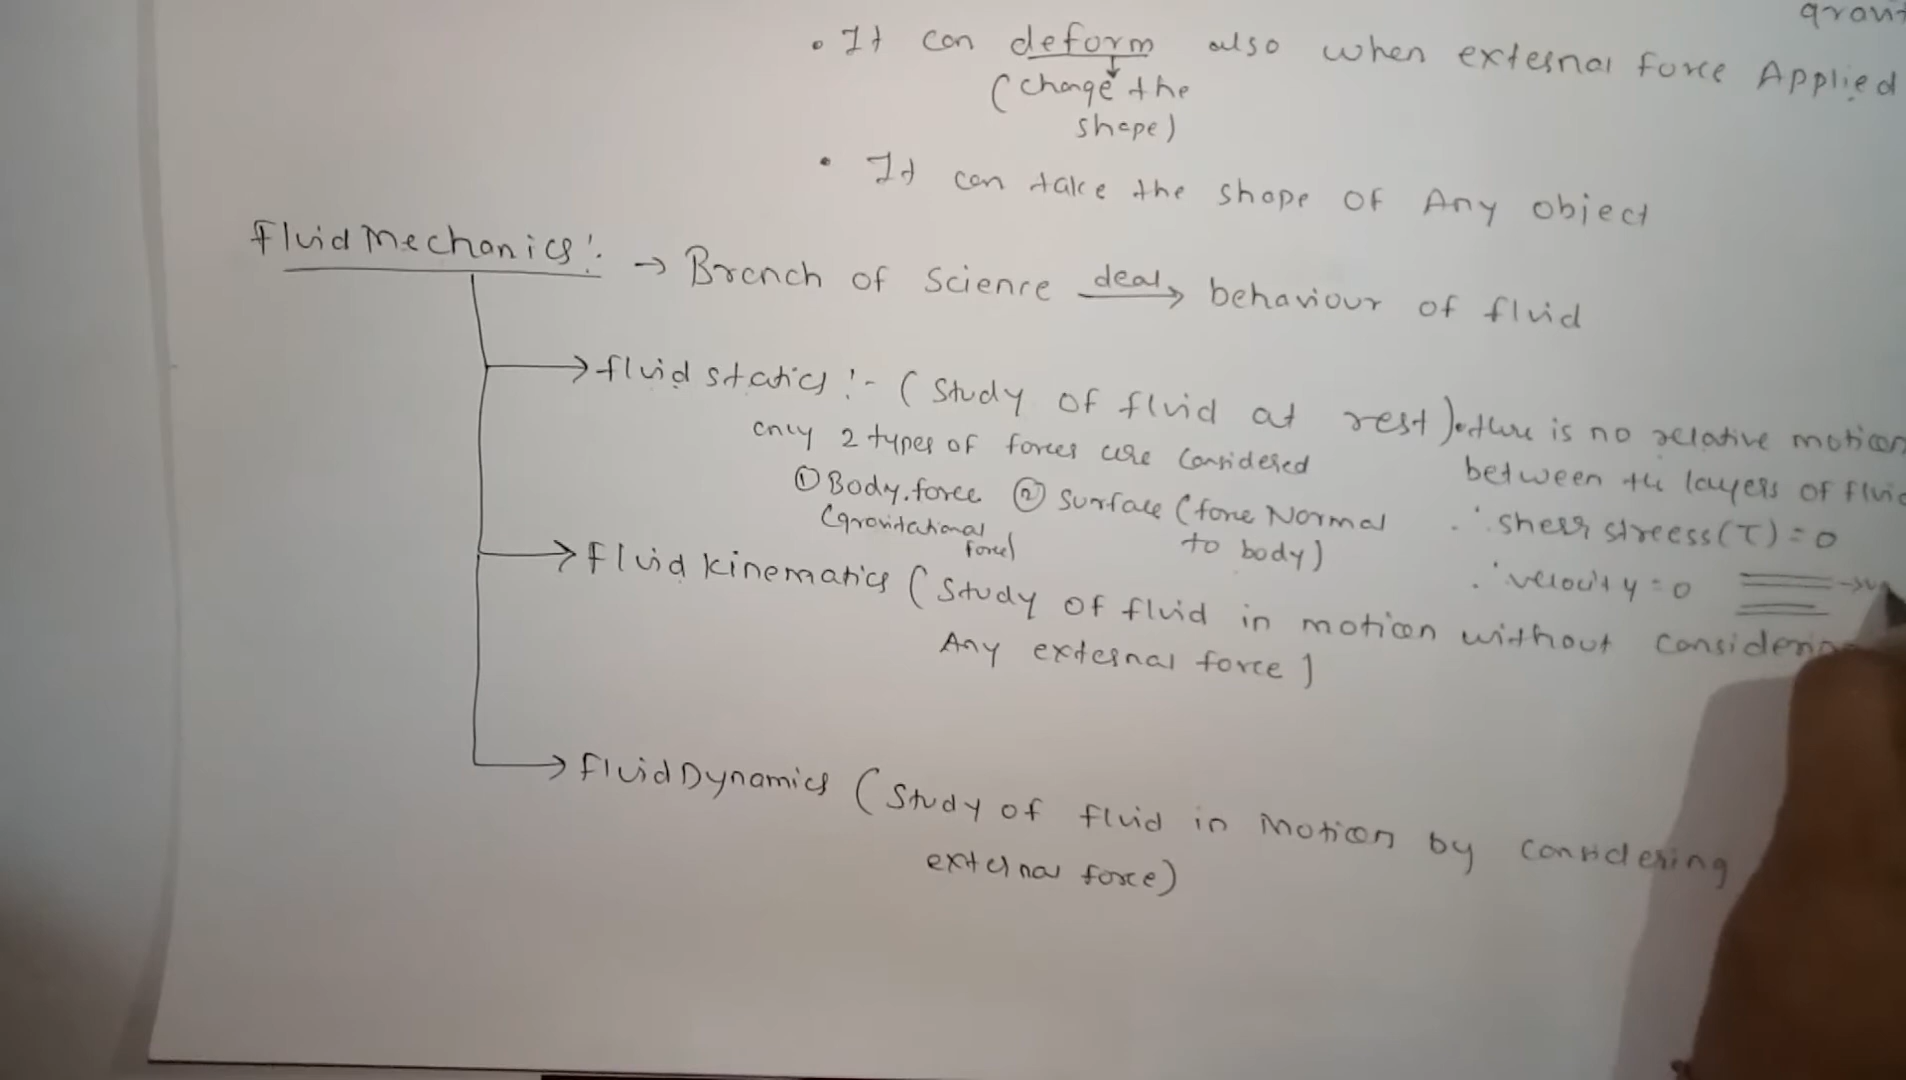 • It can deform also when external force Applied
(change the
shape)
• It can take the shape of Any object
Fluid Mechanics :- → Branch of Science deal, behaviour of fluid
→ fluid statics :- (Study of fluid at rest) • there is no relative motion
between the layers of fluid
only 2 types of forces are Considered
① Body force ② Surface (force Normal
to body)
(gravitational
force)
∴ shear streess (τ) = 0
∴ velocity = 0
→ fluid kinematics (Study of fluid in motion without considering
Any external force)
→ fluid Dynamics (Study of fluid in Motion by considering
external force)